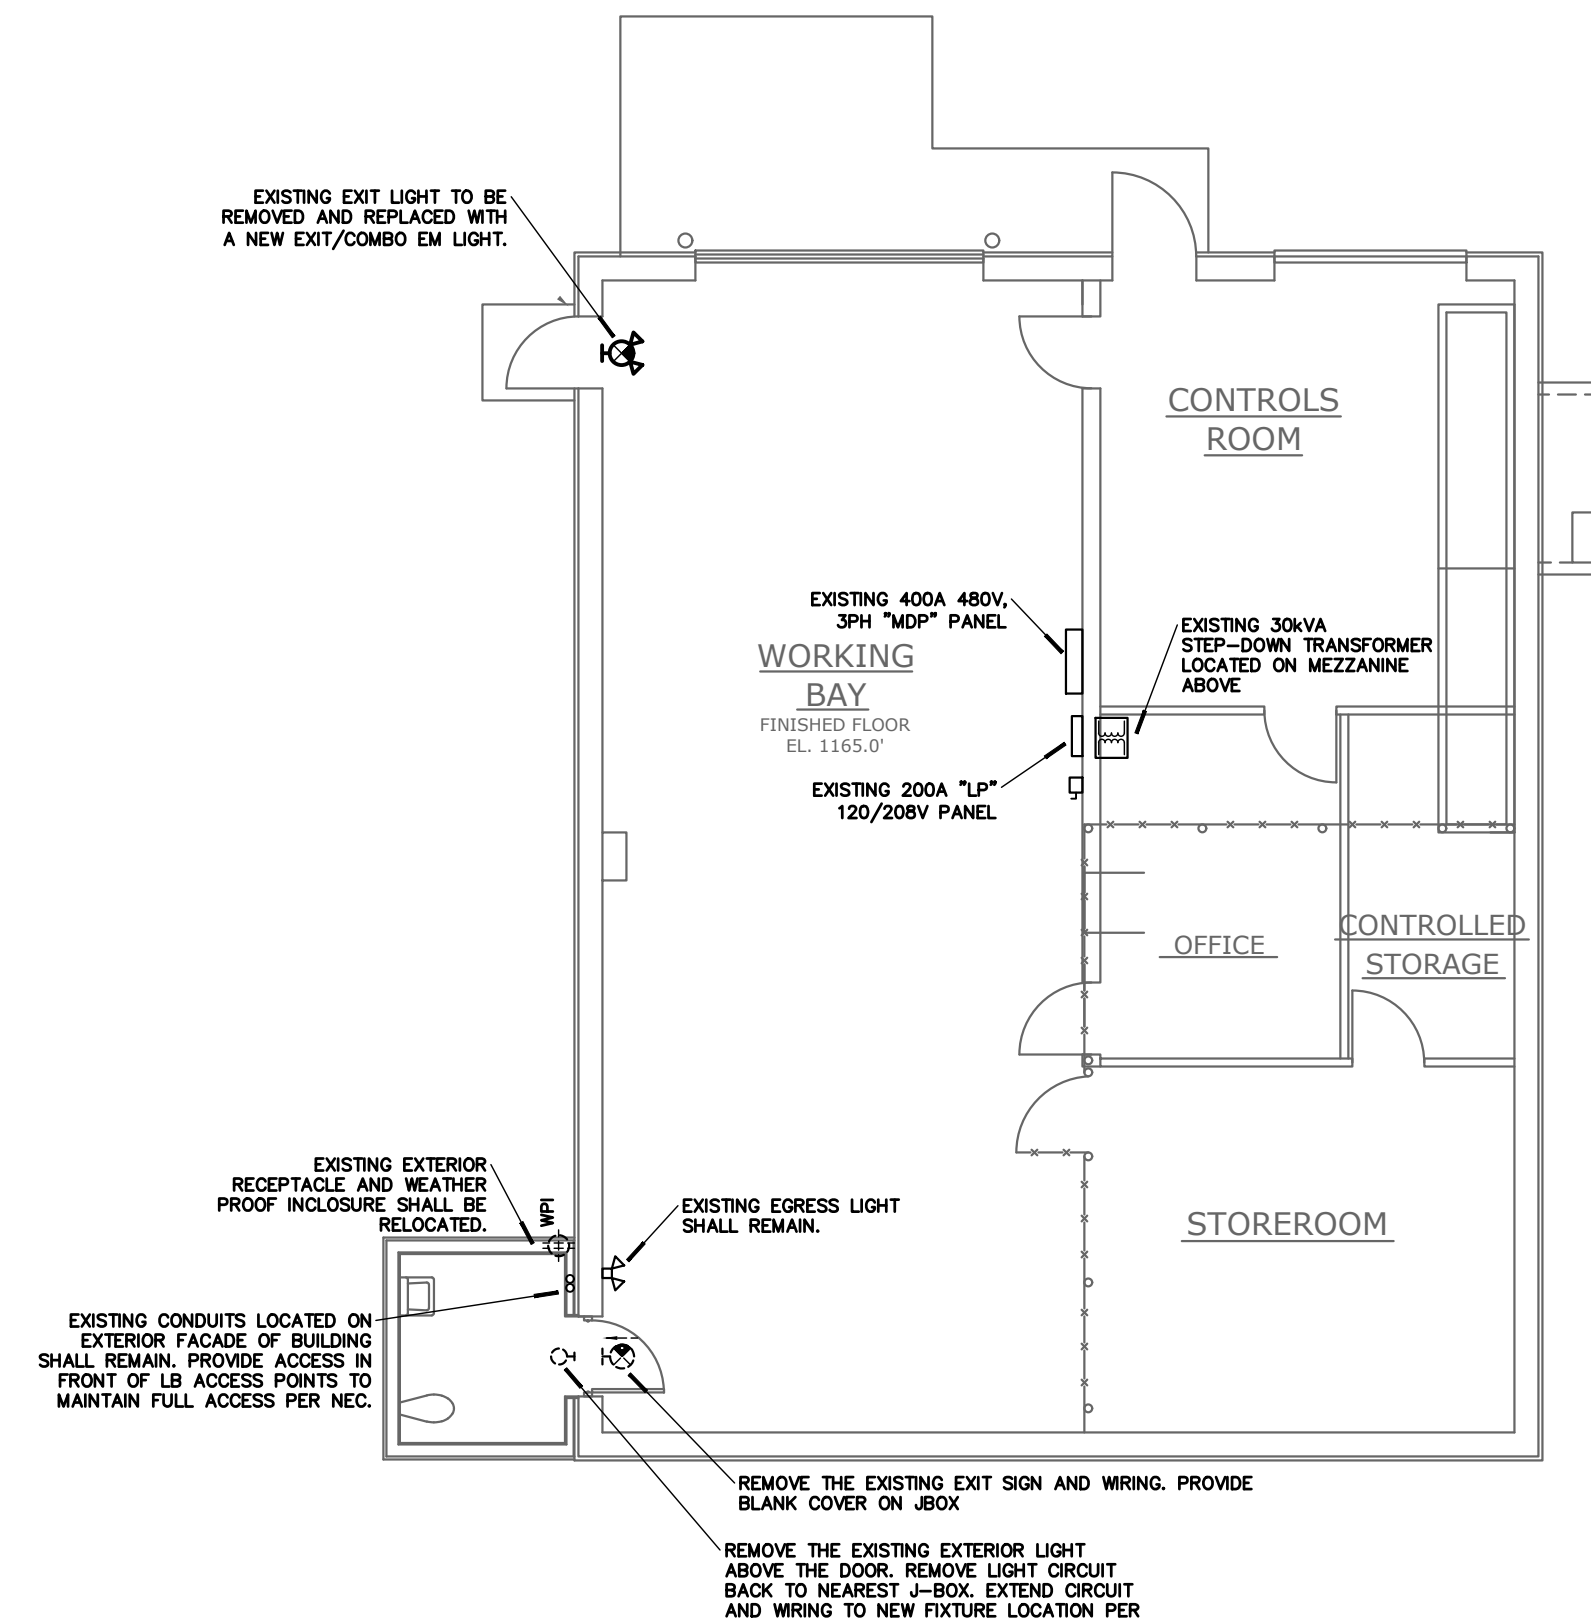 EXISTING EXIT LIGHT TO BE
REMOVED AND REPLACED WITH
A NEW EXIT/COMBO EM LIGHT.
CONTROLS
ROOM
EXISTING 400A 480V,
3PH "MDP" PANEL
EXISTING 30kVA
STEP-DOWN TRANSFORMER
LOCATED ON MEZZANINE
ABOVE
WORKING
BAY
FINISHED FLOOR
EL. 1165.0'
EXISTING 200A "LP"
120/208V PANEL
OFFICE
CONTROLLED
STORAGE
EXISTING EXTERIOR
RECEPTACLE AND WEATHER
PROOF INCLOSURE SHALL BE
RELOCATED.
WPI
EXISTING EGRESS LIGHT
SHALL REMAIN.
STOREROOM
EXISTING CONDUITS LOCATED ON
EXTERIOR FACADE OF BUILDING
SHALL REMAIN. PROVIDE ACCESS IN
FRONT OF LB ACCESS POINTS TO
MAINTAIN FULL ACCESS PER NEC.
REMOVE THE EXISTING EXIT SIGN AND WIRING. PROVIDE
BLANK COVER ON JBOX
REMOVE THE EXISTING EXTERIOR LIGHT
ABOVE THE DOOR. REMOVE LIGHT CIRCUIT
BACK TO NEAREST J-BOX. EXTEND CIRCUIT
AND WIRING TO NEW FIXTURE LOCATION PER